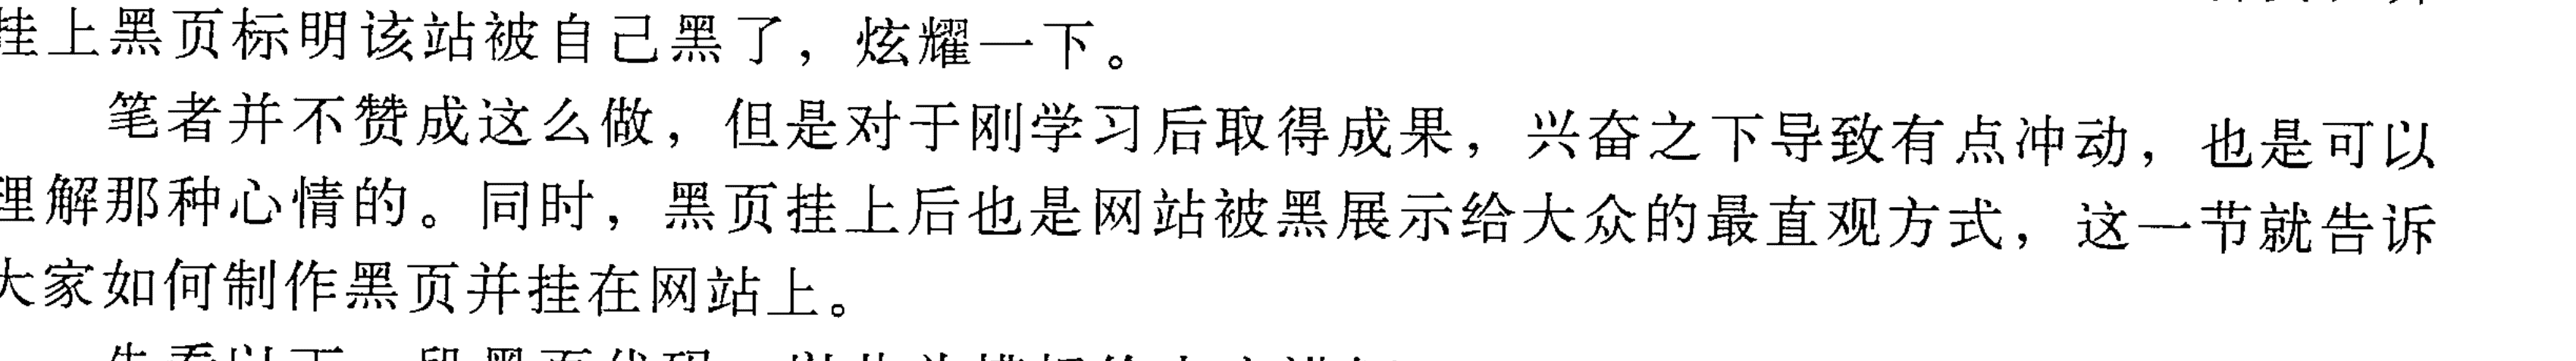 挂上黑页标明该站被自己黑了，炫耀一下。
笔者并不赞成这么做，但是对于刚学习后取得成果，兴奋之下导致有点冲动，也是可以
理解那种心情的。同时，黑页挂上后也是网站被黑展示给大众的最直观方式，这一节就告诉
大家如何制作黑页并挂在网站上。